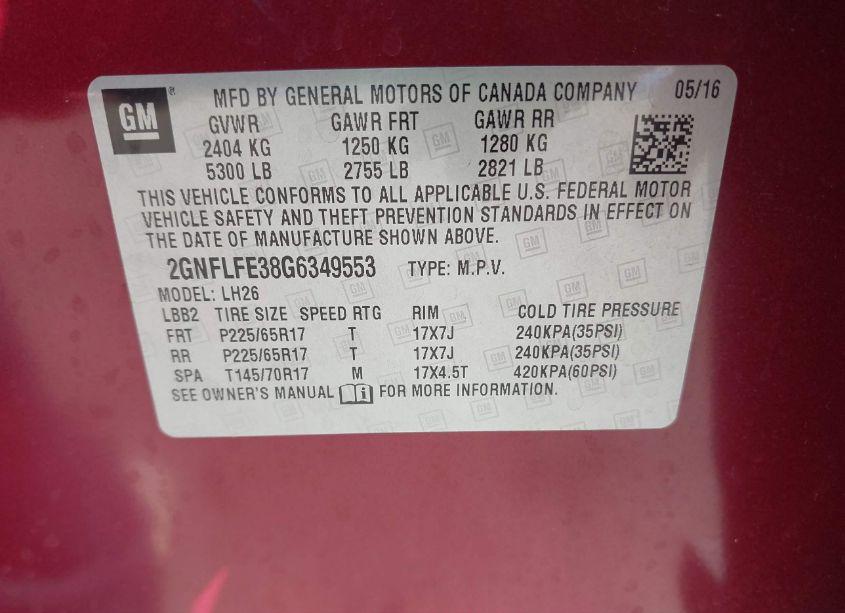 GM ® MFD BY GENERAL MOTORS OF CANADA COMPANY 05/16
GVWR GAWR FRT GAWR RR
2404 KG 1250 KG 1280 KG
5300 LB 2755 LB 2821 LB
THIS VEHICLE CONFORMS TO ALL APPLICABLE U.S. FEDERAL MOTOR
VEHICLE SAFETY AND THEFT PREVENTION STANDARDS IN EFFECT ON
THE DATE OF MANUFACTURE SHOWN ABOVE.
2GNFLFE38G6349553 TYPE: M.P.V.
MODEL: LH26
LBB2 TIRE SIZE SPEED RTG RIM COLD TIRE PRESSURE
FRT P225/65R17 T 17X7J 240KPA(35PSI)
RR P225/65R17 T 17X7J 240KPA(35PSI)
SPA T145/70R17 M 17X4.5T 420KPA(60PSI)
SEE OWNER'S MANUAL FOR MORE INFORMATION.